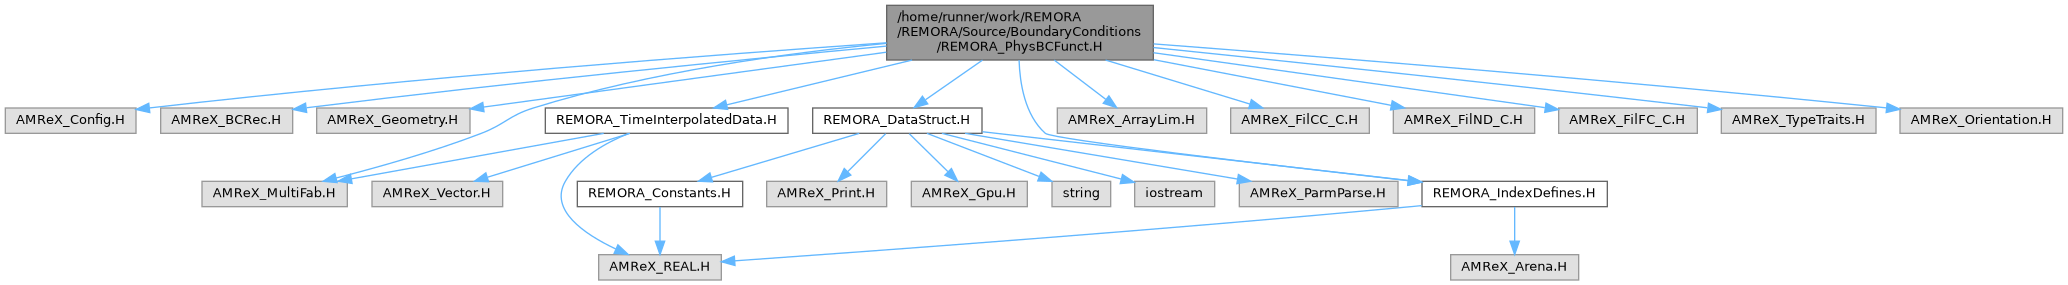 /home/runner/work/REMORA
/REMORA/Source/BoundaryConditions
/REMORA_PhysBCFunct.H
AMReX_Config.H
AMReX_BCRec.H
AMReX_Geometry.H
REMORA_TimeInterpolatedData.H
REMORA_DataStruct.H
AMReX_ArrayLim.H
AMReX_FilCC_C.H
AMReX_FilND_C.H
AMReX_FilFC_C.H
AMReX_TypeTraits.H
AMReX_Orientation.H
AMReX_MultiFab.H
AMReX_Vector.H
REMORA_Constants.H
AMReX_Print.H
AMReX_Gpu.H
string
iostream
AMReX_ParmParse.H
REMORA_IndexDefines.H
AMReX_REAL.H
AMReX_Arena.H